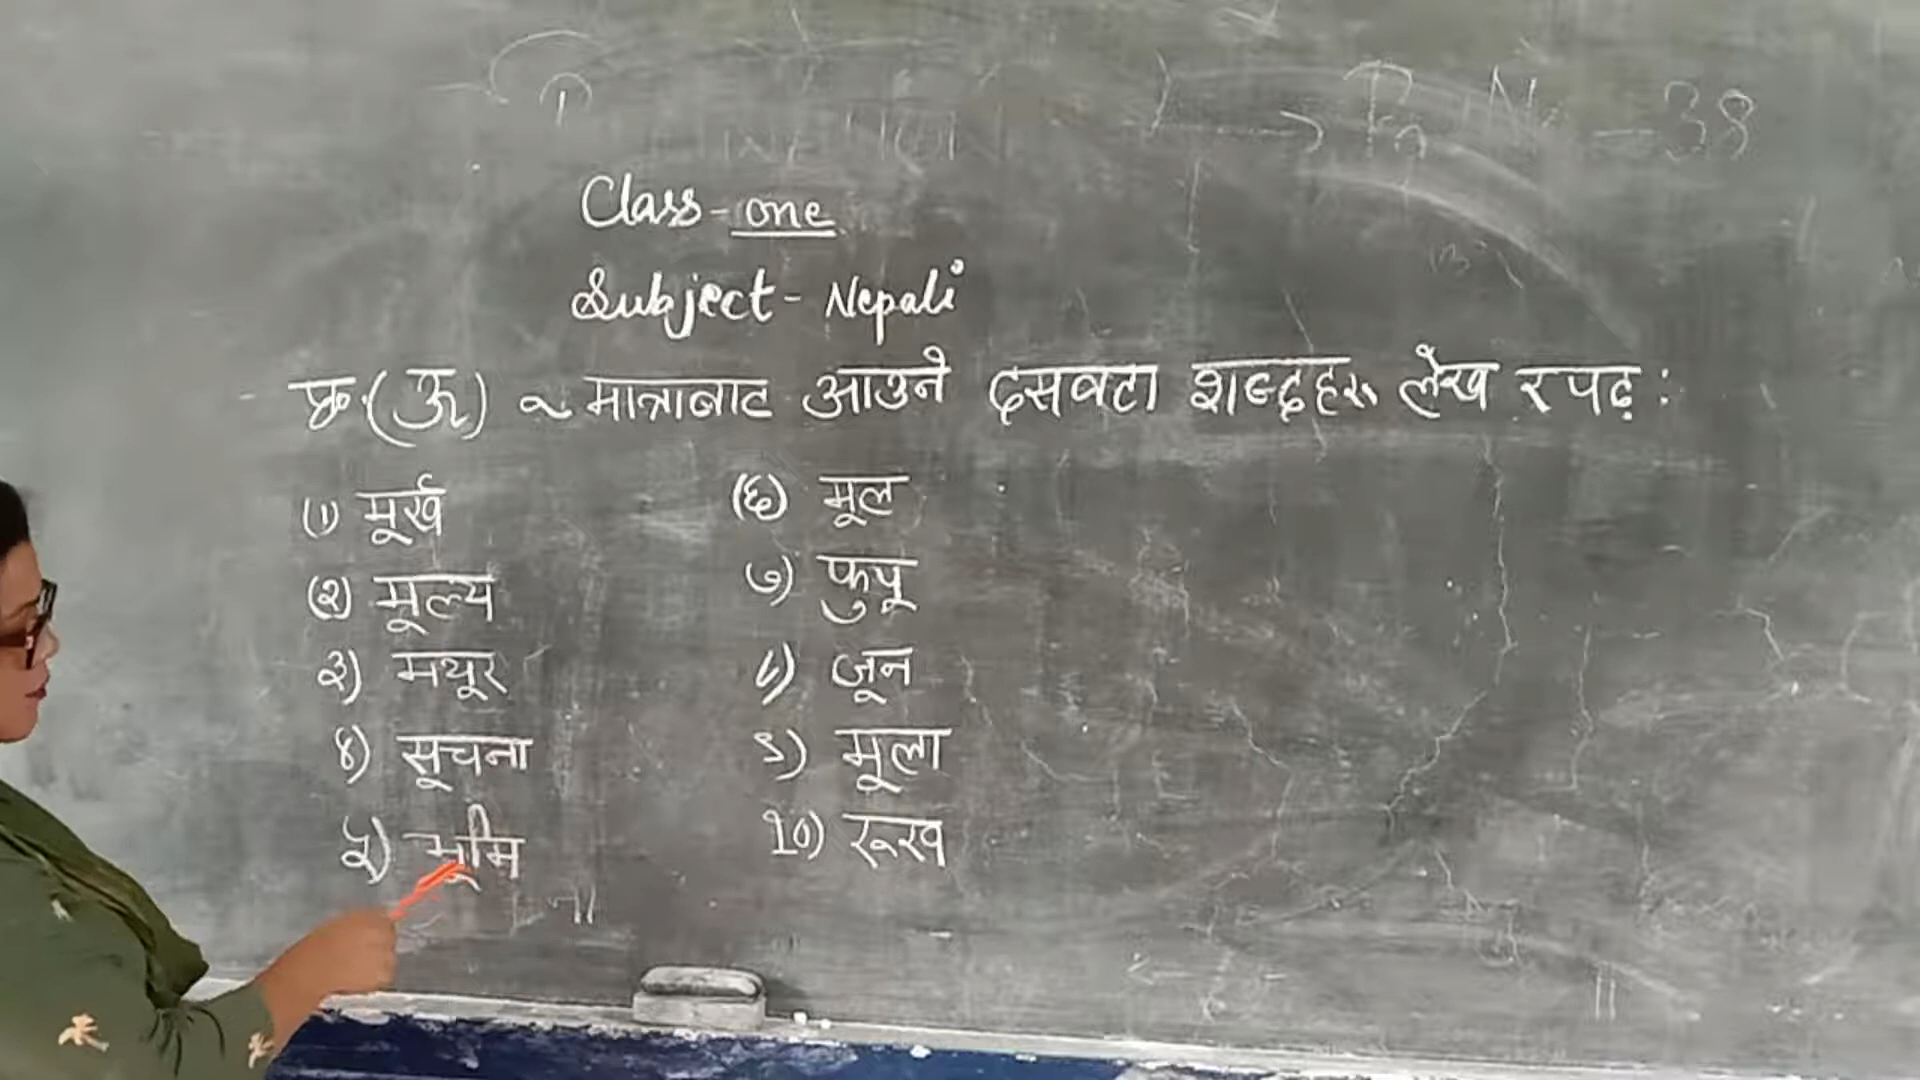 Class - one
Subject - Nepali
छ. (ऊ) ू मात्राबाट आउने दसवटा शब्दहरू लेख र पढ़ :
(१) मूर्ख
(२) मूल्य
३) मयूर
४) सूचना
५) भूमि
(६) मूल
७) फुपू
८) जून
९) मूला
१०) रूख